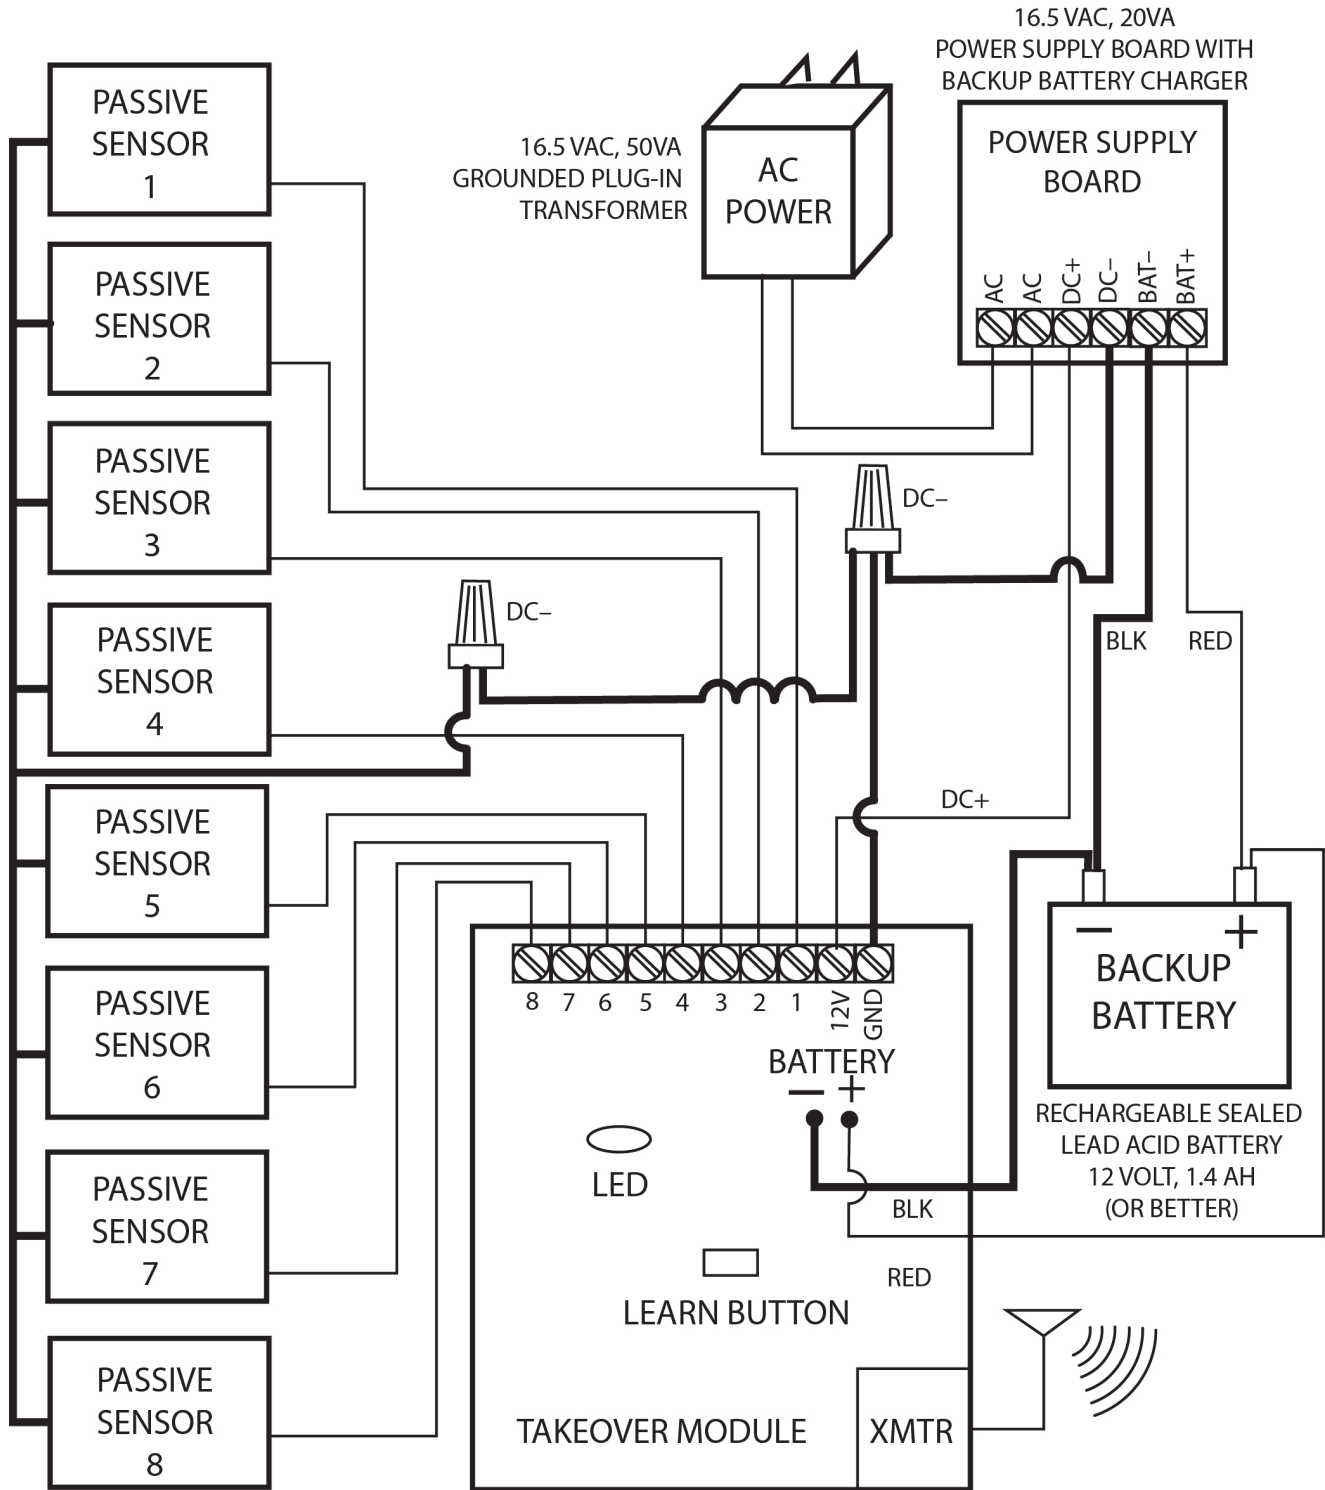 16.5 VAC, 20VA
POWER SUPPLY BOARD WITH
BACKUP BATTERY CHARGER
PASSIVE
SENSOR
1
16.5 VAC, 50VA
GROUNDED PLUG-IN
TRANSFORMER
AC
POWER
POWER SUPPLY
BOARD
AC
AC
DC+
DC–
BAT–
BAT+
PASSIVE
SENSOR
2
PASSIVE
SENSOR
3
DC–
DC–
PASSIVE
SENSOR
4
BLK
RED
PASSIVE
SENSOR
5
DC+
– +
BACKUP
BATTERY
RECHARGEABLE SEALED
LEAD ACID BATTERY
12 VOLT, 1.4 AH
(OR BETTER)
PASSIVE
SENSOR
6
8 7 6 5 4 3 2 1 12V GND
BATTERY
– +
LED
BLK
RED
LEARN BUTTON
PASSIVE
SENSOR
7
PASSIVE
SENSOR
8
TAKEOVER MODULE
XMTR